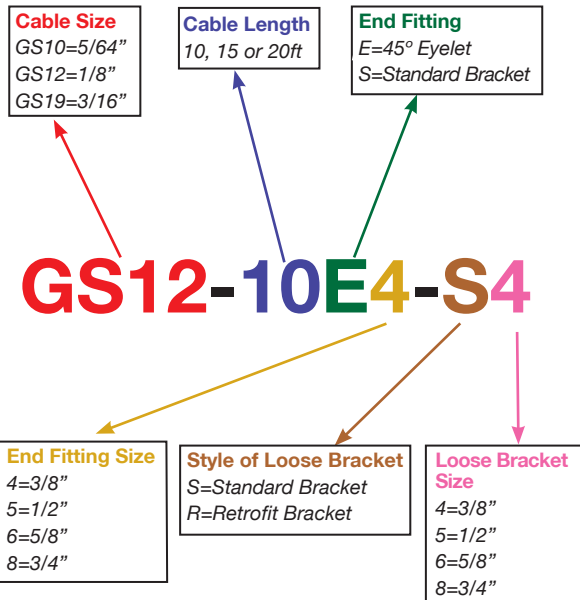 Cable Size
GS10=5/64”
GS12=1/8”
GS19=3/16”
Cable Length
10, 15 or 20ft
End Fitting
E=45º Eyelet
S=Standard Bracket
GS12-10E4-S4
End Fitting Size
4=3/8”
5=1/2”
6=5/8”
8=3/4”
Style of Loose Bracket
S=Standard Bracket
R=Retrofit Bracket
Loose Bracket
Size
4=3/8”
5=1/2”
6=5/8”
8=3/4”